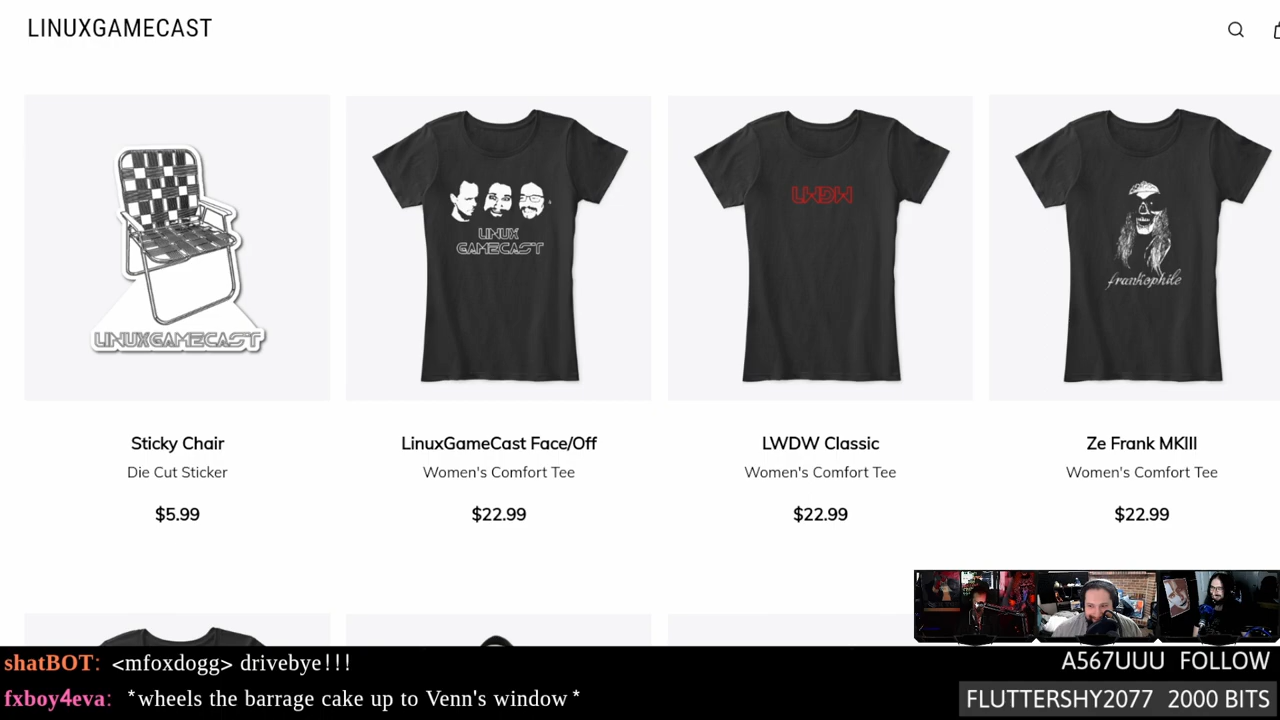 LINUXGAMECAST
LINUXGAMECAST
LINUX
GAMECAST
LWDW
frankophile
Sticky Chair
Die Cut Sticker
$5.99
LinuxGameCast Face/Off
Women's Comfort Tee
$22.99
LWDW Classic
Women's Comfort Tee
$22.99
Ze Frank MKIII
Women's Comfort Tee
$22.99
shatBOT: <mfoxdogg> drivebye!!!
fxboy4eva: *wheels the barrage cake up to Venn's window*
A567UUU FOLLOW
FLUTTERSHY2077 2000 BITS